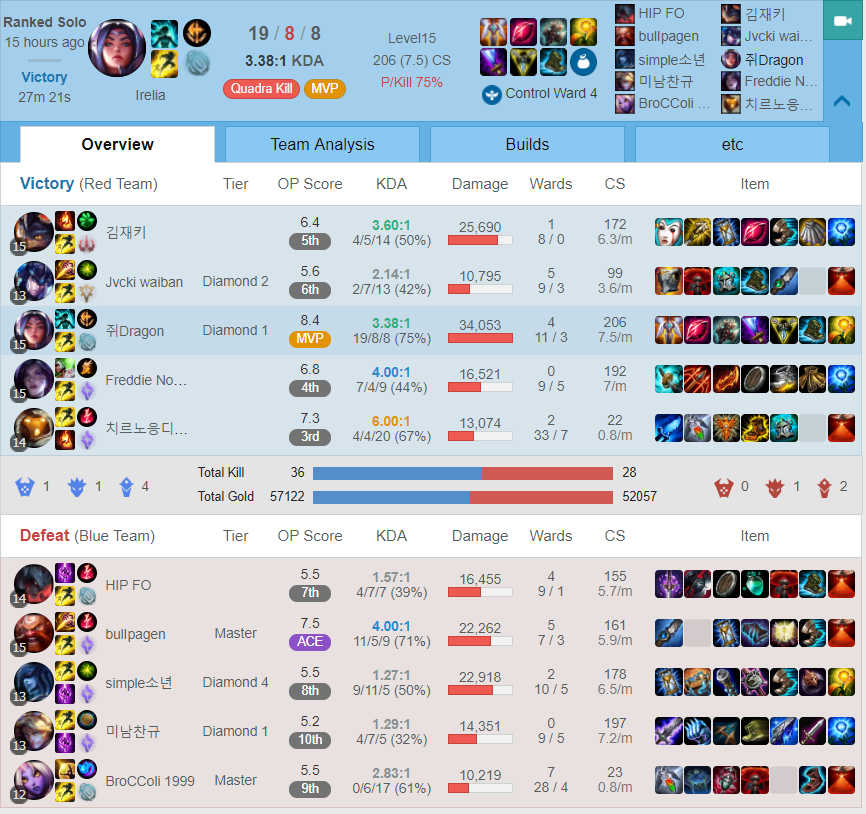 Ranked Solo
15 hours ago
Victory
27m 21s
Irelia
19 / 8 / 8
3.38:1 KDA
Quadra Kill MVP
Level15
206 (7.5) CS
P/Kill 75%
Control Ward 4
HIP FO
bullpagen
simple소년
미남찬규
BroCColi ...
김재키
Jvcki wai...
쥐Dragon
Freddie N...
치르노응...
Overview Team Analysis Builds etc
Victory (Red Team) Tier OP Score KDA Damage Wards CS Item
15 김재키 6.4 5th 3.60:1 4/5/14 (50%) 25,690 1 8 / 0 172 6.3/m
13 Jvcki waiban Diamond 2 5.6 6th 2.14:1 2/7/13 (42%) 10,795 5 9 / 3 99 3.6/m
15 쥐Dragon Diamond 1 8.4 MVP 3.38:1 19/8/8 (75%) 34,053 4 11 / 3 206 7.5/m
15 Freddie No... 6.8 4th 4.00:1 7/4/9 (44%) 16,521 0 9 / 5 192 7/m
14 치르노응디... 7.3 3rd 6.00:1 4/4/20 (67%) 13,074 2 33 / 7 22 0.8/m
1 1 4 Total Kill 36 28 0 1 2
Total Gold 57122 52057
Defeat (Blue Team) Tier OP Score KDA Damage Wards CS Item
14 HIP FO 5.5 7th 1.57:1 4/7/7 (39%) 16,455 4 9 / 1 155 5.7/m
15 bullpagen Master 7.5 ACE 4.00:1 11/5/9 (71%) 22,262 5 7 / 3 161 5.9/m
13 simple소년 Diamond 4 5.5 8th 1.27:1 9/11/5 (50%) 22,918 2 10 / 5 178 6.5/m
13 미남찬규 Diamond 1 5.2 10th 1.29:1 4/7/5 (32%) 14,351 0 9 / 5 197 7.2/m
12 BroCColi 1999 Master 5.5 9th 2.83:1 0/6/17 (61%) 10,219 7 28 / 4 23 0.8/m